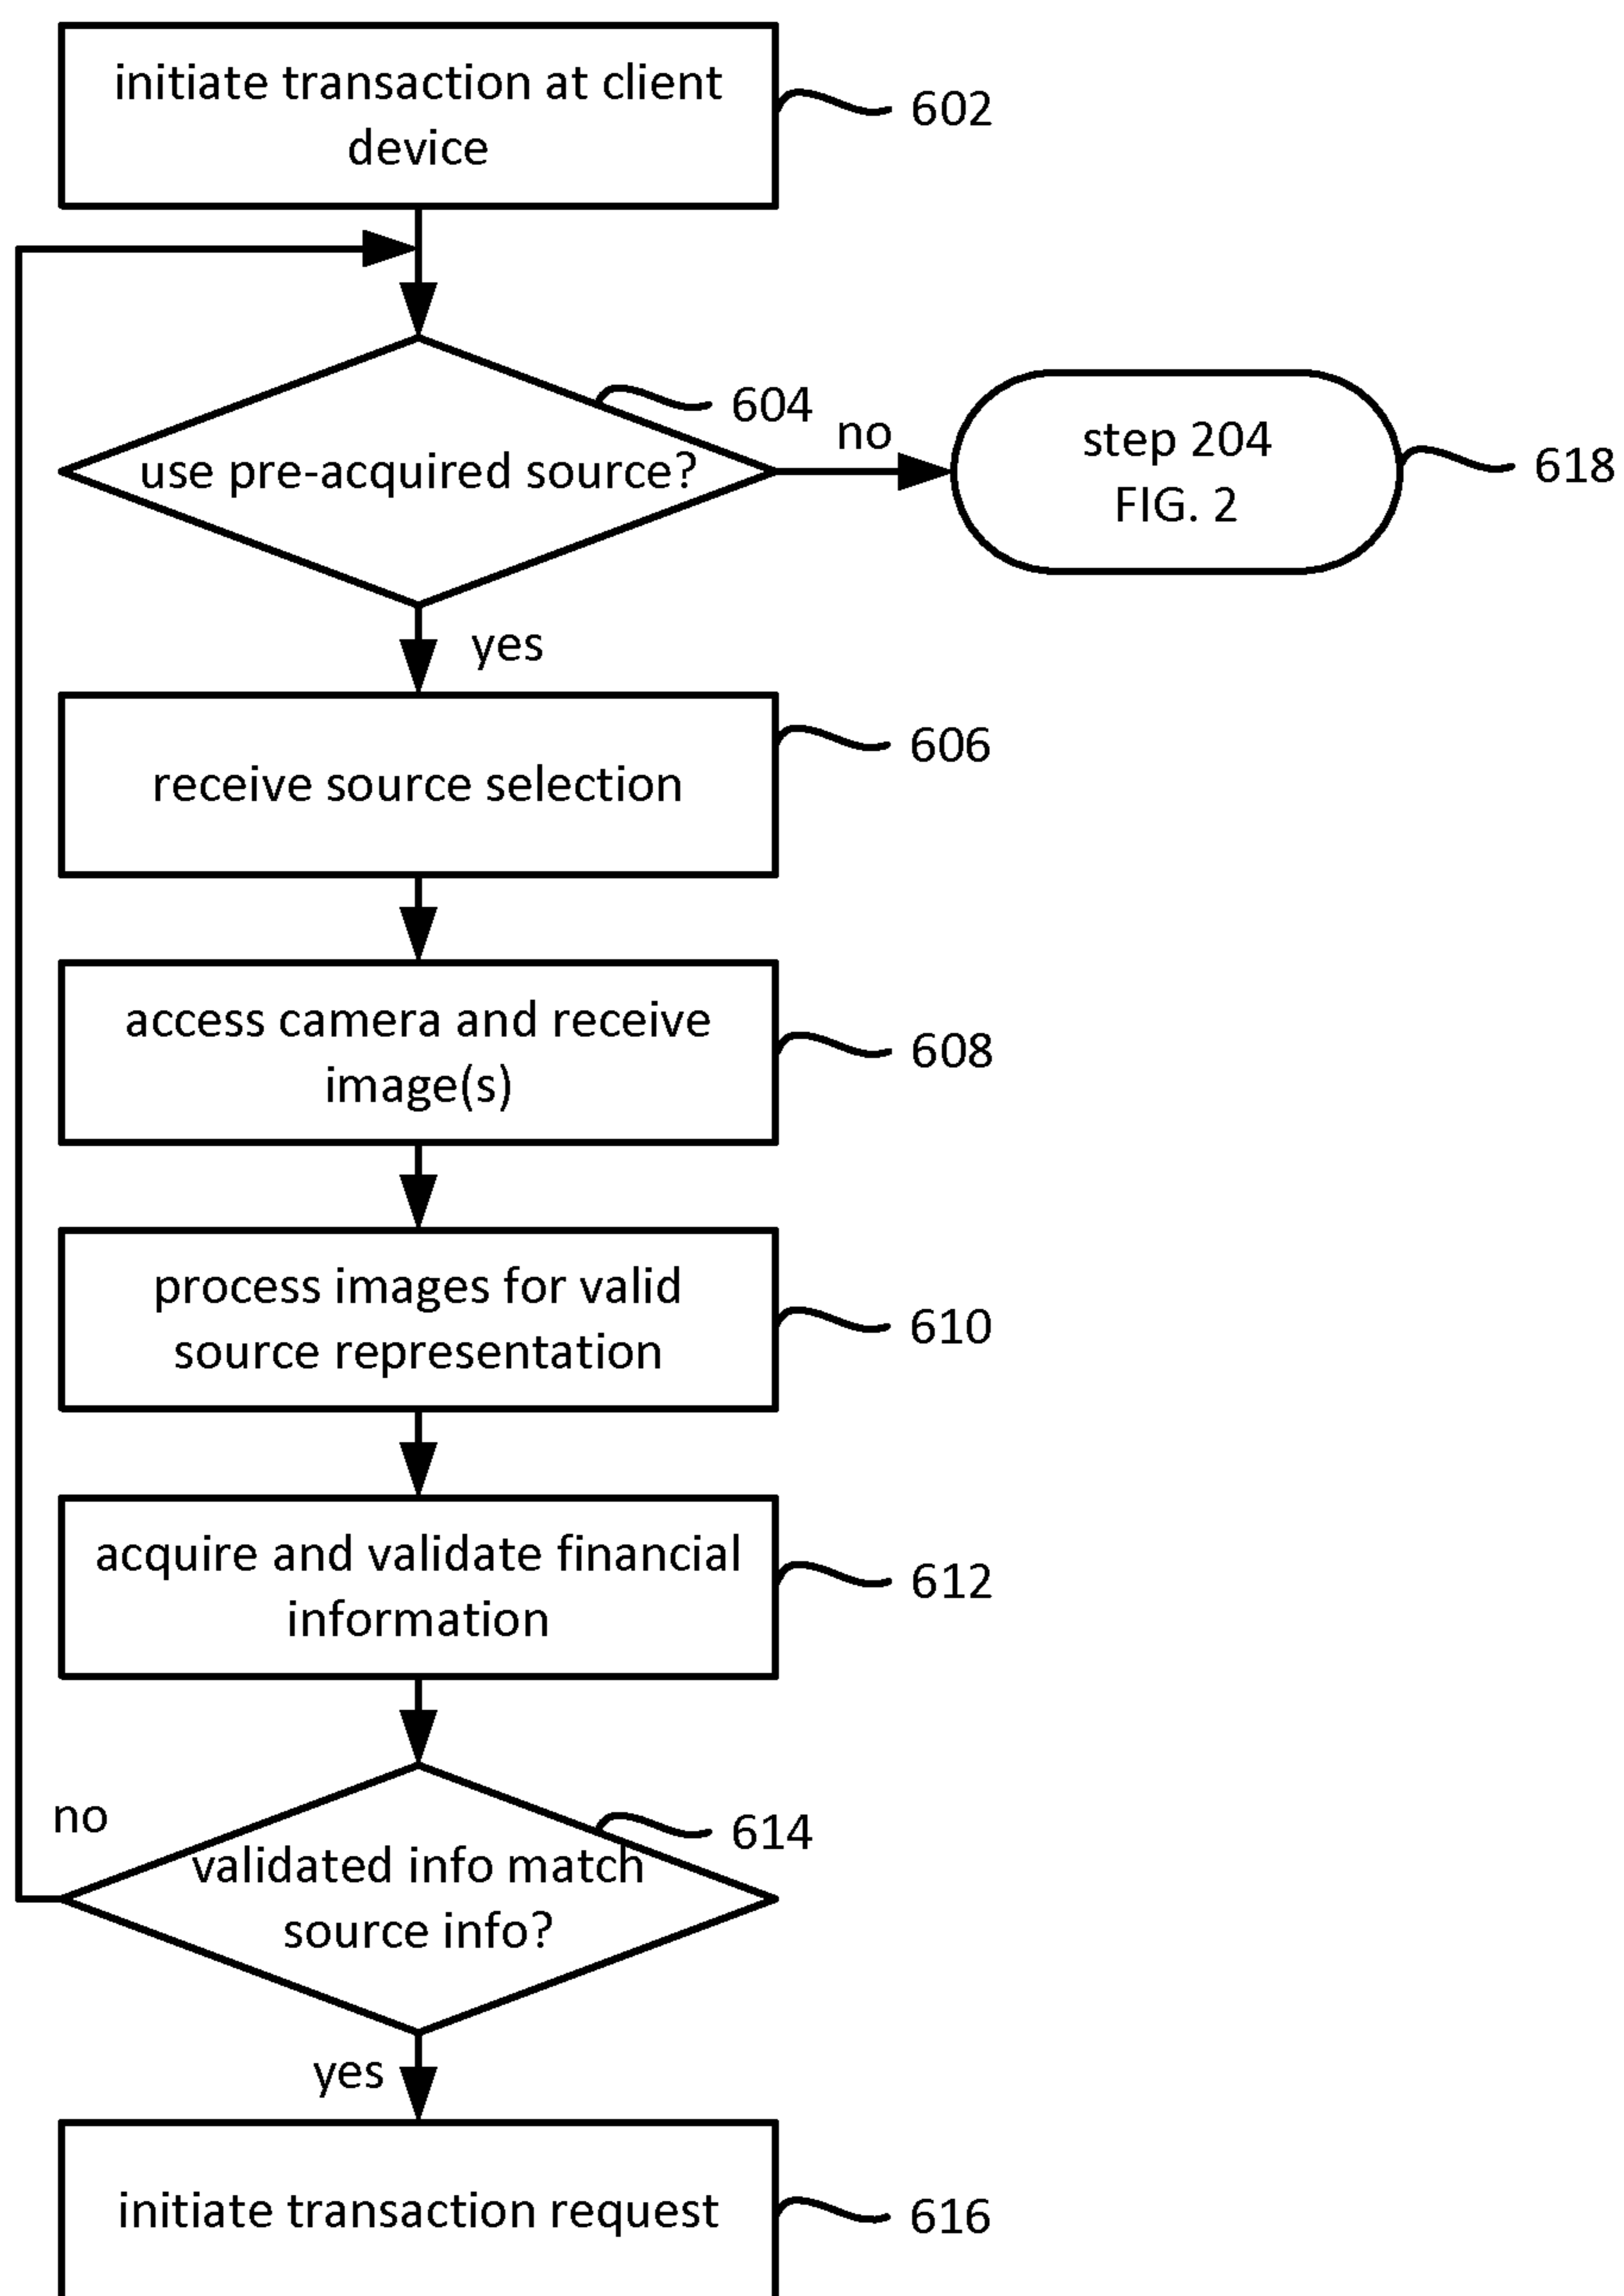 initiate transaction at client
device
602
604
use pre-acquired source?
no
step 204
FIG. 2
618
yes
receive source selection
606
access camera and receive
image(s)
608
process images for valid
source representation
610
acquire and validate financial
information
612
no
614
validated info match
source info?
yes
initiate transaction request
616